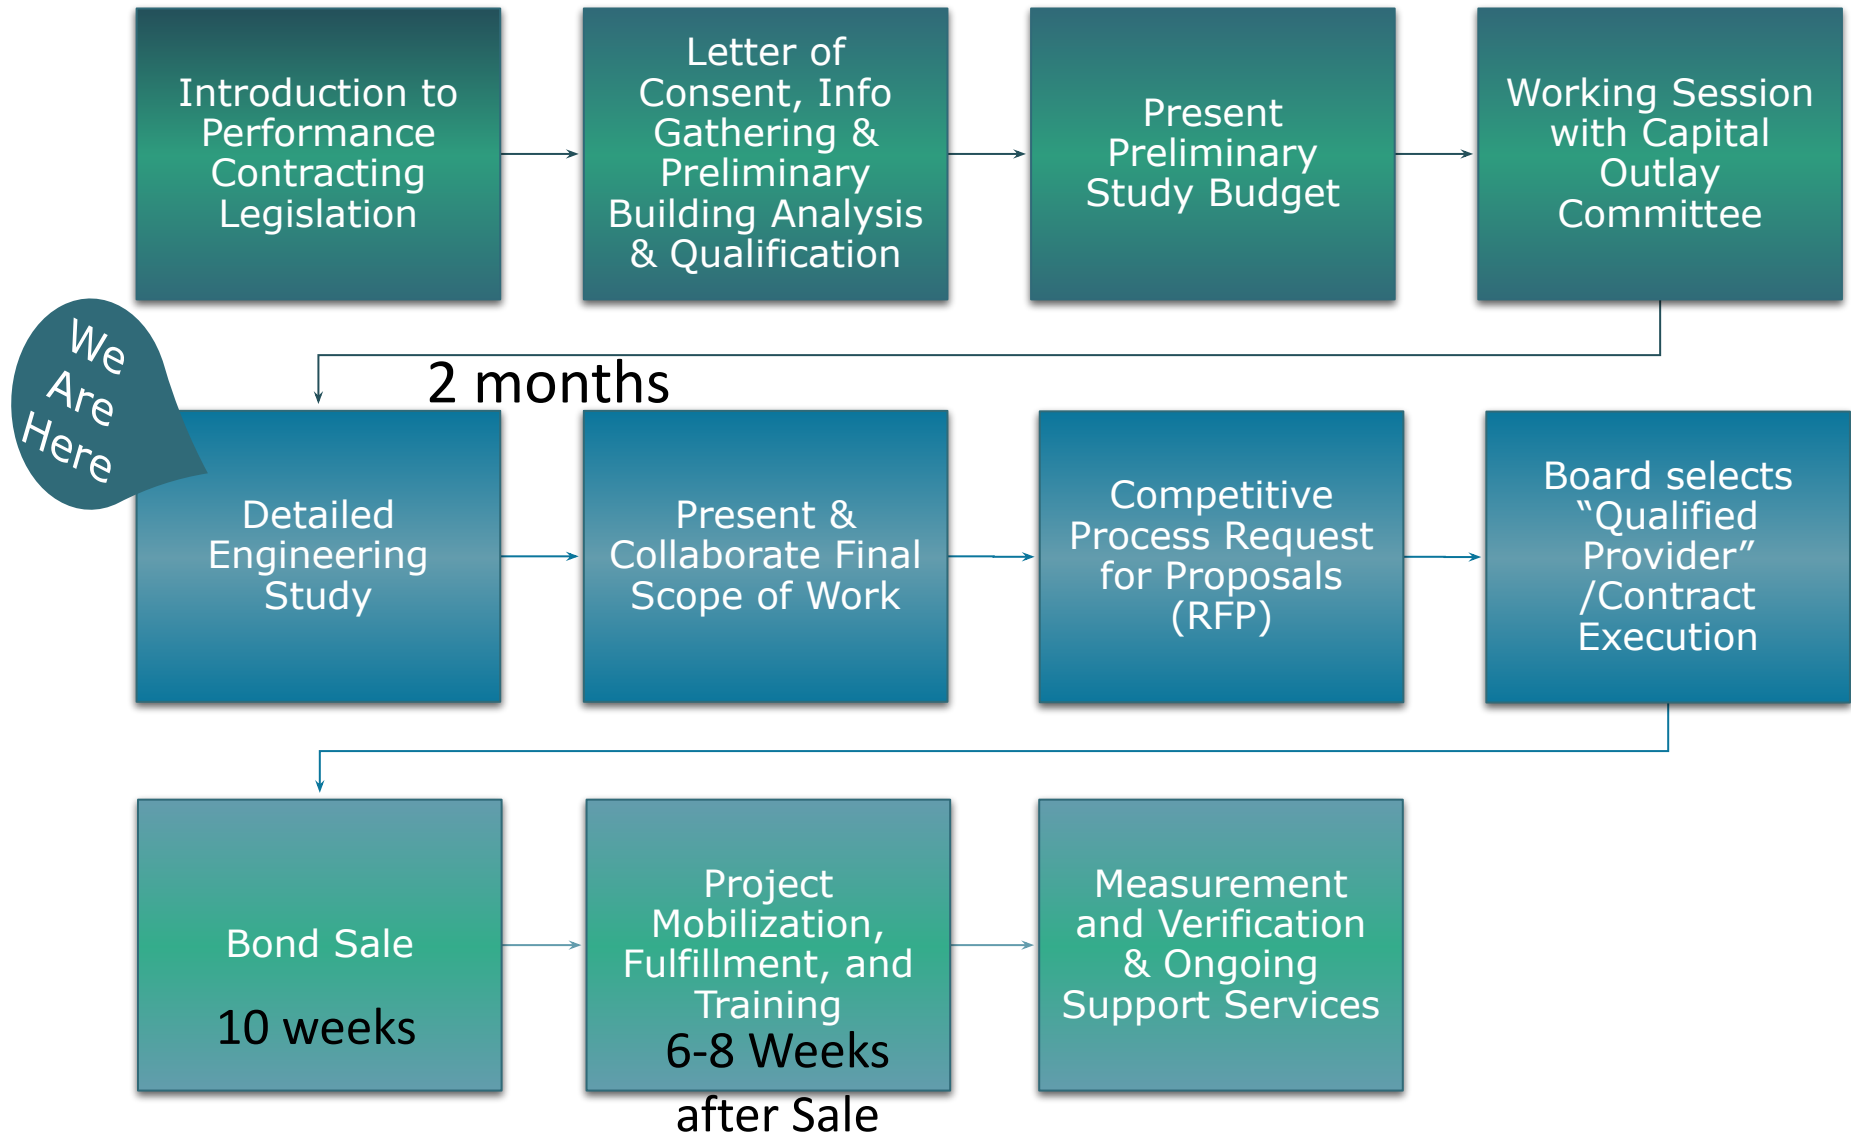 Introduction to
Performance
Contracting
Legislation
Letter of
Consent, Info
Gathering &
Preliminary
Building Analysis
& Qualification
Present
Preliminary
Study Budget
Working Session
with Capital
Outlay
Committee
We
Are
Here
2 months
Detailed
Engineering
Study
Present &
Collaborate Final
Scope of Work
Competitive
Process Request
for Proposals
(RFP)
Board selects
“Qualified
Provider”
/Contract
Execution
Bond Sale
10 weeks
Project
Mobilization,
Fulfillment, and
Training
6-8 Weeks
after Sale
Measurement
and Verification
& Ongoing
Support Services